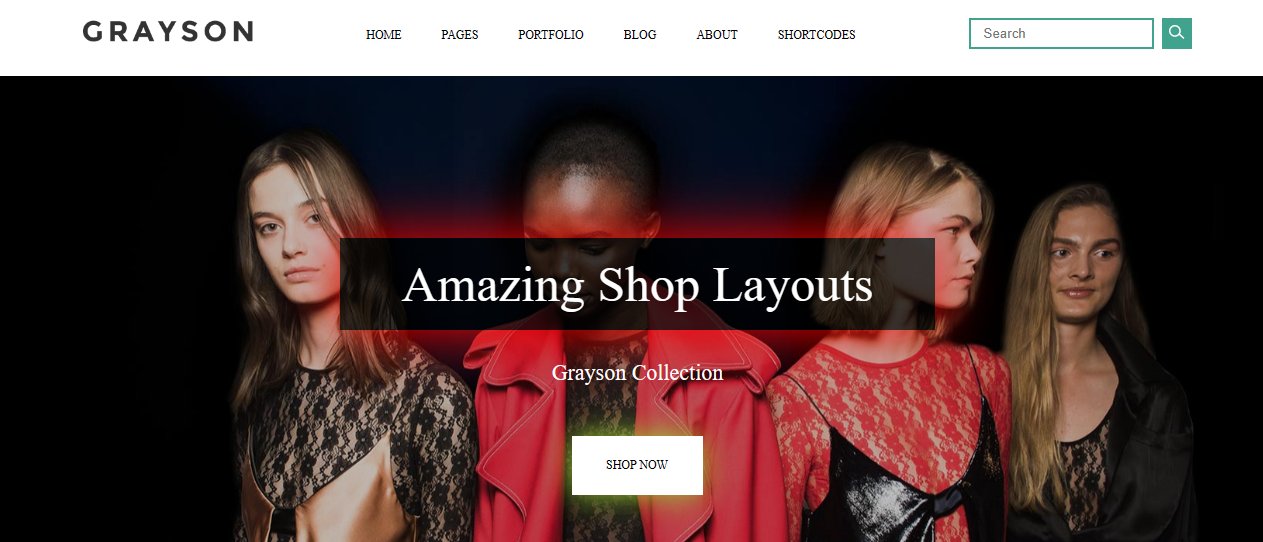 GRAYSON
HOME PAGES PORTFOLIO BLOG ABOUT SHORTCODES
Search
Amazing Shop Layouts
Grayson Collection
SHOP NOW